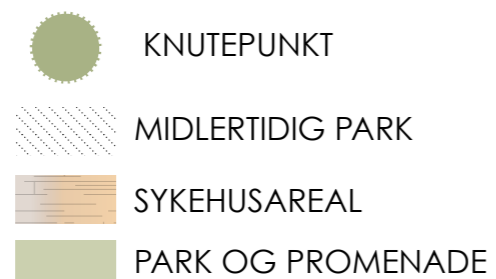 KNUTEPUNKT
MIDLERTIDIG PARK
SYKEHUSAREAL
PARK OG PROMENADE